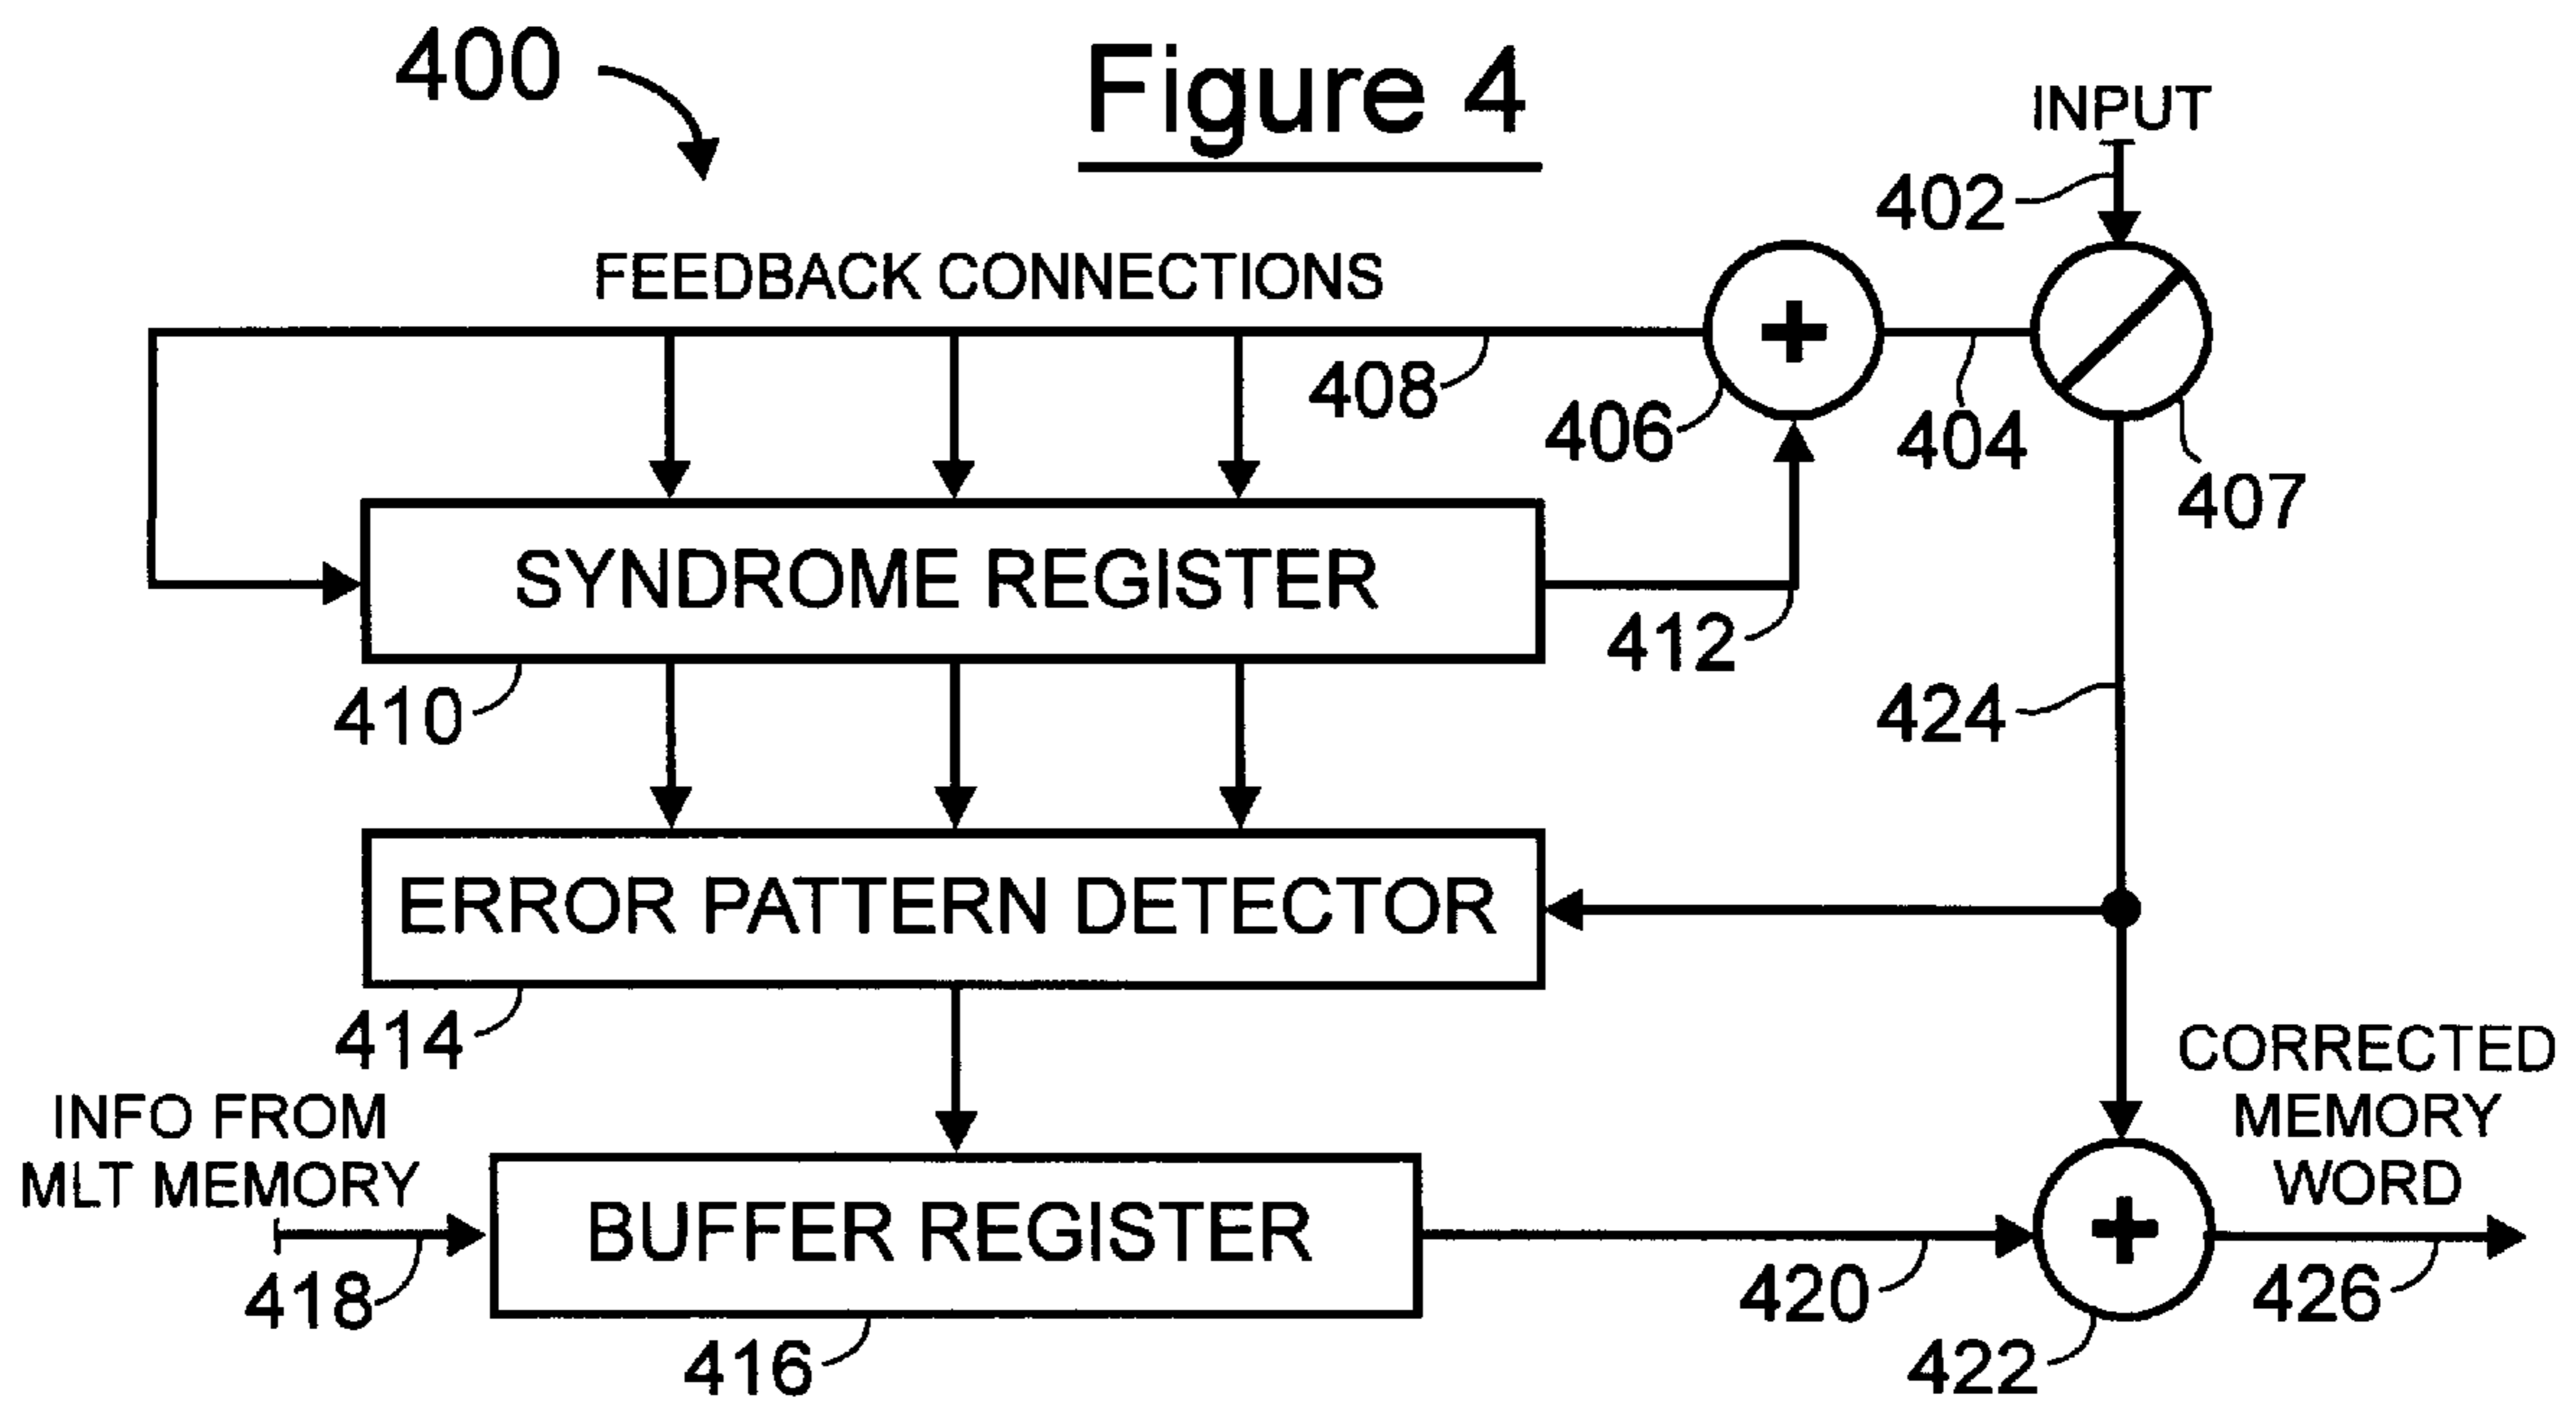 400
Figure 4
INPUT
402
FEEDBACK CONNECTIONS
+
408
406
404
407
SYNDROME REGISTER
412
410
424
ERROR PATTERN DETECTOR
414
CORRECTED
MEMORY
WORD
INFO FROM
MLT MEMORY
BUFFER REGISTER
+
418
420
426
416
422